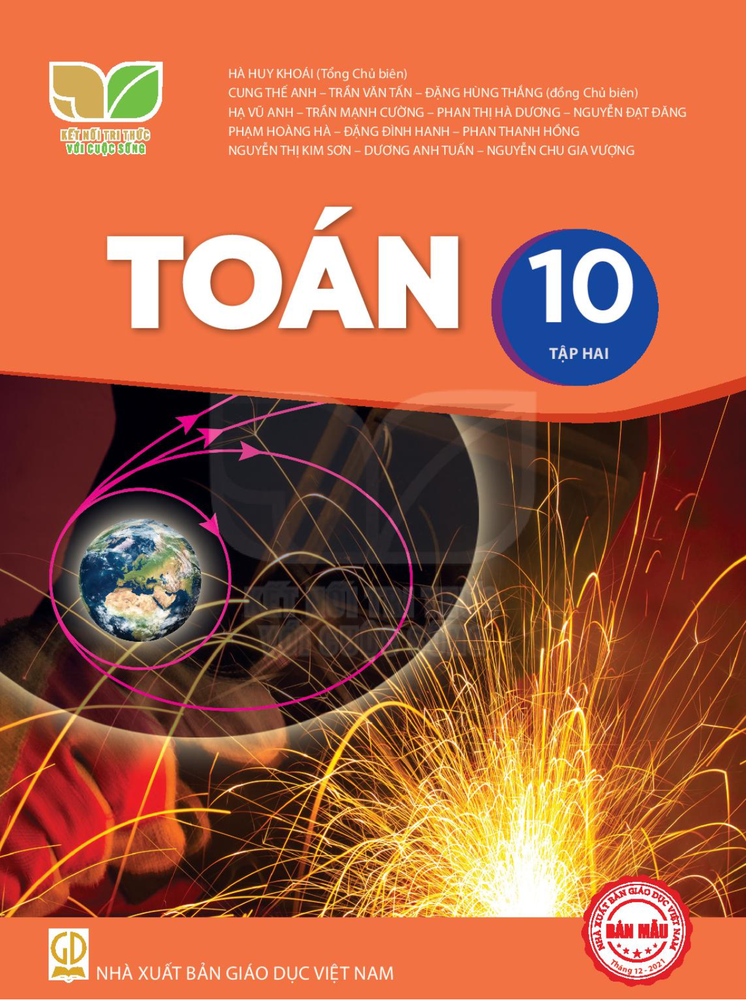 HÀ HUY KHOÁI (Tổng Chủ biên)
CUNG THẾ ANH – TRẦN VĂN TẤN – ĐẶNG HÙNG THẮNG (đồng Chủ biên)
HẠ VŨ ANH – TRẦN MẠNH CƯỜNG – PHAN THỊ HÀ DƯƠNG – NGUYỄN ĐẠT ĐĂNG
PHẠM HOÀNG HÀ – ĐẶNG ĐÌNH HANH – PHAN THANH HỒNG
NGUYỄN THỊ KIM SƠN – DƯƠNG ANH TUẤN – NGUYỄN CHU GIA VƯỢNG
KẾT NỐI TRI THỨC
VỚI CUỘC SỐNG
TOÁN
10
TẬP HAI
KẾT NỐI TRI THỨC
VỚI CUỘC SỐNG
NHÀ XUẤT BẢN GIÁO DỤC VIỆT NAM
BẢN MẪU
Tháng 12 - 2021
GD
NHÀ XUẤT BẢN GIÁO DỤC VIỆT NAM